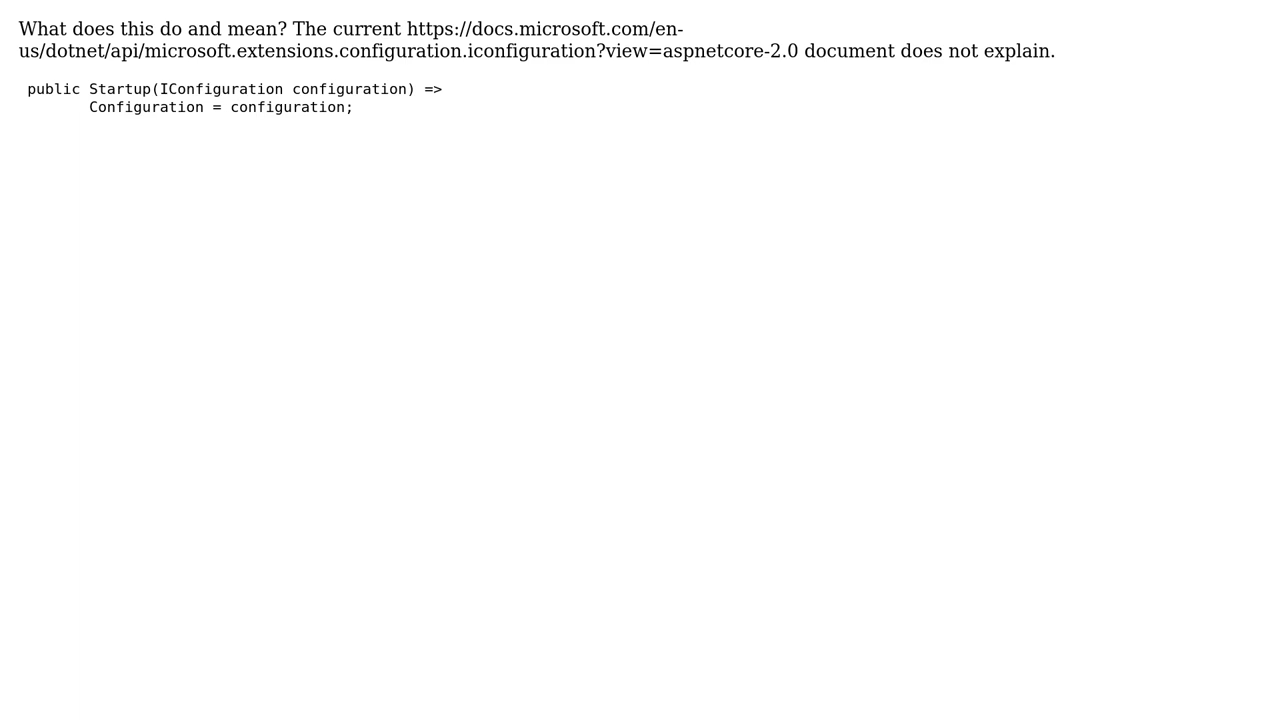 What does this do and mean? The current https://docs.microsoft.com/en-
us/dotnet/api/microsoft.extensions.configuration.iconfiguration?view=aspnetcore-2.0 document does not explain.
public Startup(IConfiguration configuration) =>
       Configuration = configuration;